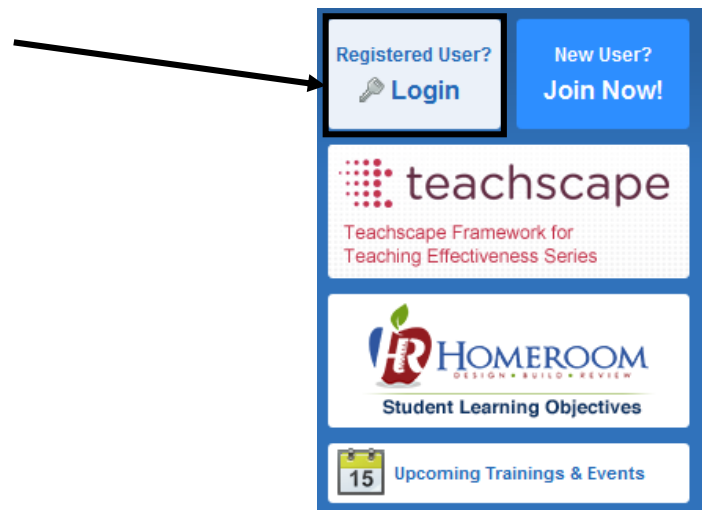 Registered User?
Login
New User?
Join Now!
teachscape
Teachscape Framework for
Teaching Effectiveness Series
HR HOMEROOM
DESIGN • BUILD • REVIEW
Student Learning Objectives
15 Upcoming Trainings & Events